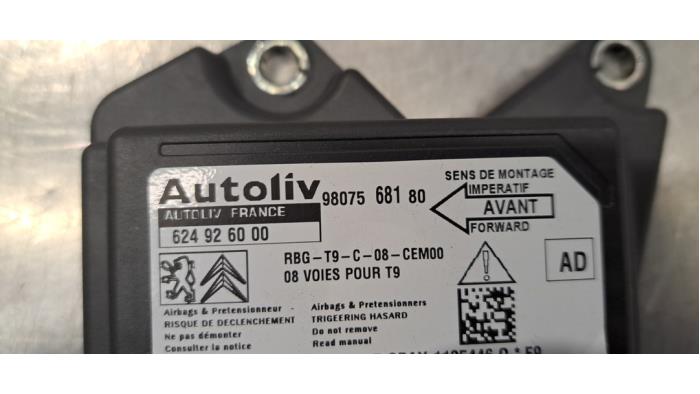 Autoliv 98075 681 80
AUTOLIV FRANCE
624 92 60 00
SENS DE MONTAGE
IMPERATIF
AVANT
FORWARD
RBG-T9-C-08-CEM00
08 VOIES POUR T9
AD
Airbags & Pretensionneur
RISQUE DE DECLENCHEMENT
Ne pas démonter
Consulter la notice
Airbags & Pretensioners
TRIGEERING HASARD
Do not remove
Read manual